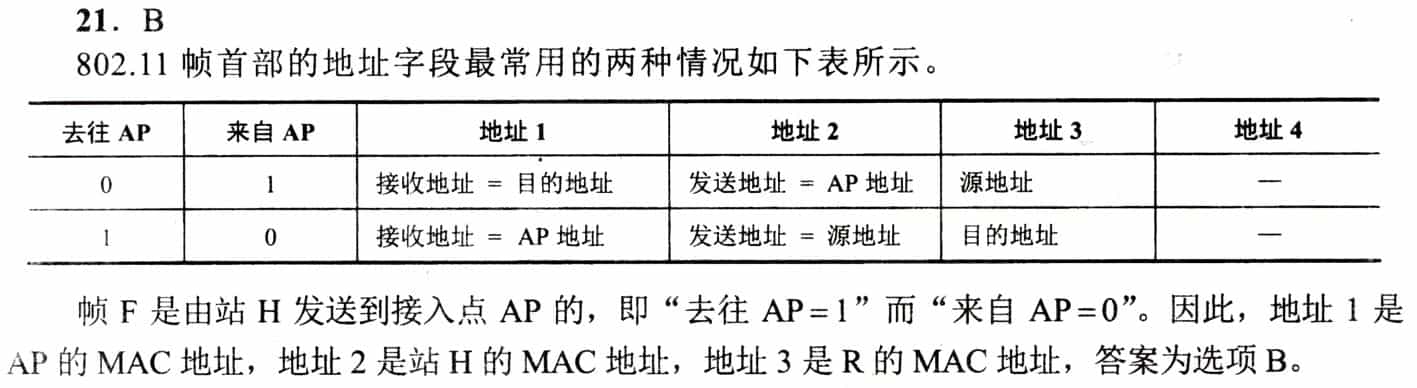 21. B
802.11 帧首部的地址字段最常用的两种情况如下表所示。
去往 AP 来自 AP 地址 1 地址 2 地址 3 地址 4
0 1 接收地址 = 目的地址 发送地址 = AP 地址 源地址 —
1 0 接收地址 = AP 地址 发送地址 = 源地址 目的地址 —
帧 F 是由站 H 发送到接入点 AP 的，即“去往 AP=1”而“来自 AP=0”。因此，地址 1 是
AP 的 MAC 地址，地址 2 是站 H 的 MAC 地址，地址 3 是 R 的 MAC 地址，答案为选项 B。